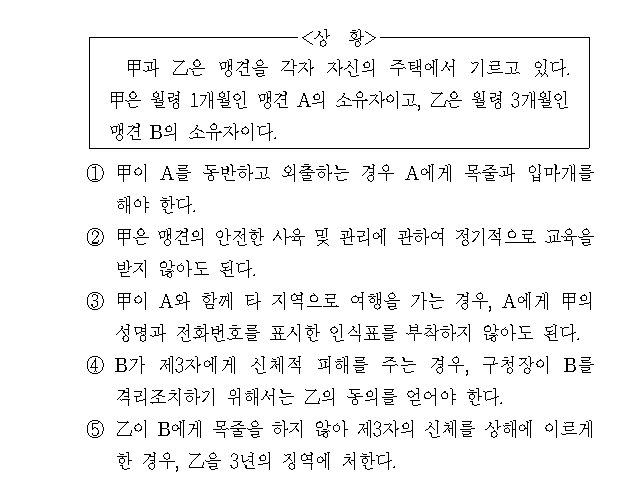 <상 황>
甲과 乙은 맹견을 각자 자신의 주택에서 기르고 있다.
甲은 월령 1개월인 맹견 A의 소유자이고, 乙은 월령 3개월인
맹견 B의 소유자이다.
① 甲이 A를 동반하고 외출하는 경우 A에게 목줄과 입마개를
해야 한다.
② 甲은 맹견의 안전한 사육 및 관리에 관하여 정기적으로 교육을
받지 않아도 된다.
③ 甲이 A와 함께 타 지역으로 여행을 가는 경우, A에게 甲의
성명과 전화번호를 표시한 인식표를 부착하지 않아도 된다.
④ B가 제3자에게 신체적 피해를 주는 경우, 구청장이 B를
격리조치하기 위해서는 乙의 동의를 얻어야 한다.
⑤ 乙이 B에게 목줄을 하지 않아 제3자의 신체를 상해에 이르게
한 경우, 乙을 3년의 징역에 처한다.